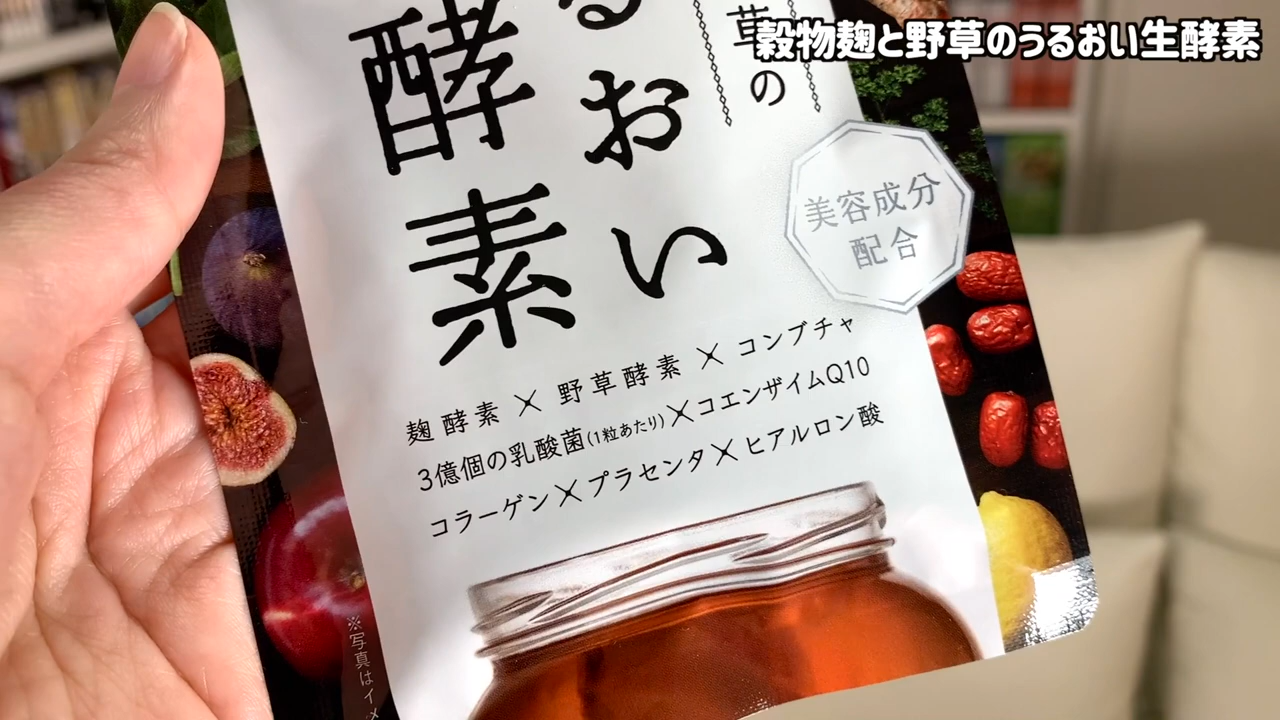 穀物麹と野草のうるおい生酵素
草の
るおい
酵素
美容成分
配合
麹酵素×野草酵素×コンブチャ
3億個の乳酸菌(1粒あたり)×コエンザイムQ10
コラーゲン×プラセンタ×ヒアルロン酸
※写真はイメ